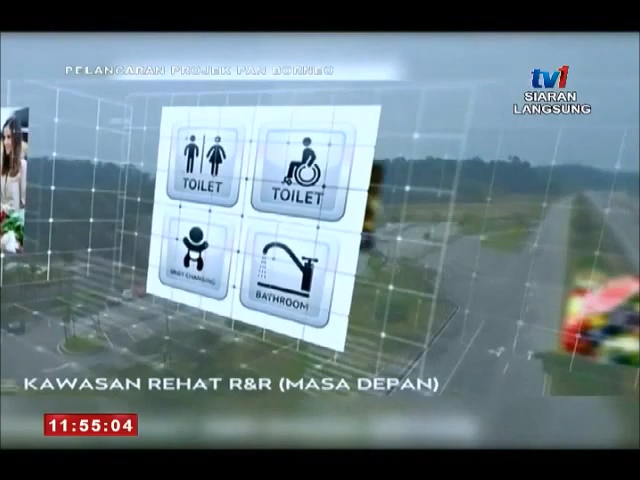 PELANCARAN PROJEK PAN BORNEO
tv1
SIARAN
LANGSUNG
TOILET
TOILET
BABY CHANGING
BATHROOM
KAWASAN REHAT R&R (MASA DEPAN)
11:55:04